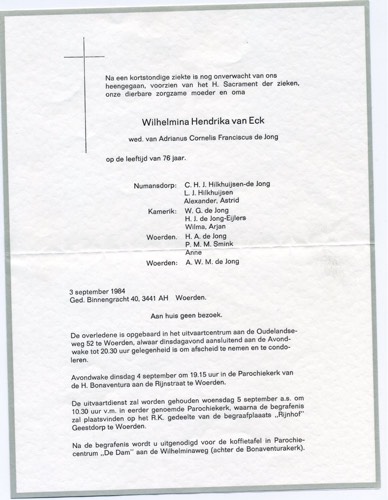 Na een kortstondige ziekte is nog onverwacht van ons
heengegaan, voorzien van het H. Sacrament der zieken,
onze dierbare zorgzame moeder en oma
Wilhelmina Hendrika van Eck
wed. van Adrianus Cornelis Franciscus de Jong
op de leeftijd van 76 jaar.
Numansdorp: C. H. J. Hilkhuijsen-de Jong
L. J. Hilkhuijsen
Alexander, Astrid
Kamerik: W. G. de Jong
H. J. de Jong-Eijlers
Wilma, Arjan
Woerden: H. A. de Jong
P. M. M. Smink
Anne
Woerden: A. W. M. de Jong
3 september 1984
Ged. Binnengracht 40, 3441 AH Woerden.
Aan huis geen bezoek.
De overledene is opgebaard in het uitvaartcentrum aan de Oudelandse-
weg 52 te Woerden, alwaar dinsdagavond aansluitend aan de Avond-
wake tot 20.30 uur gelegenheid is om afscheid te nemen en te condo-
leren.
Avondwake dinsdag 4 september om 19.15 uur in de Parochiekerk van
de H. Bonaventura aan de Rijnstraat te Woerden.
De uitvaartdienst zal worden gehouden woensdag 5 september a.s. om
10.30 uur v.m. in eerder genoemde Parochiekerk, waarna de begrafenis
zal plaatsvinden op het R.K. gedeelte van de begraafplaats „Rijnhof"
Geestdorp te Woerden.
Na de begrafenis wordt u uitgenodigd voor de koffietafel in Parochie-
centrum „De Dam" aan de Wilhelminaweg (achter de Bonaventurakerk).